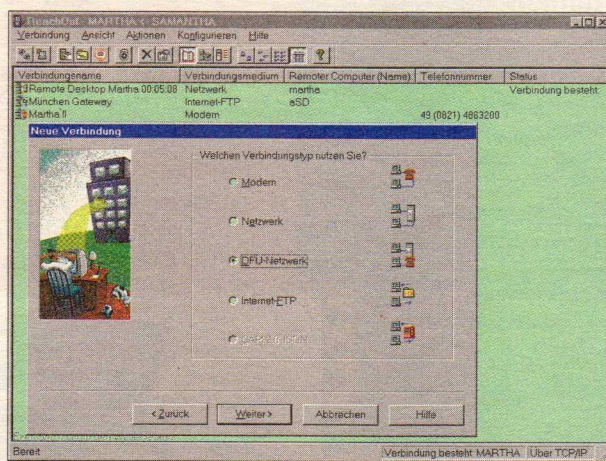 ReachOut - MARTHA <-> SAMANTHA
Verbindung Ansicht Aktionen Konfigurieren Hilfe
Verbindungsname Verbindungsmedium Remoter Computer (Name) Telefonnummer Status
Remote Desktop Martha 00:05:08 Netzwerk martha Verbindung besteht:
München Gateway Internet-FTP aSD
Martha II Modem 49 (0821) 4863200
Neue Verbindung
Welchen Verbindungstyp nutzen Sie?
Modem
Netzwerk
DFÜ-Netzwerk
Internet-FTP
< Zurück Weiter > Abbrechen Hilfe
Bereit Verbindung besteht MARTHA Über TCP/IP